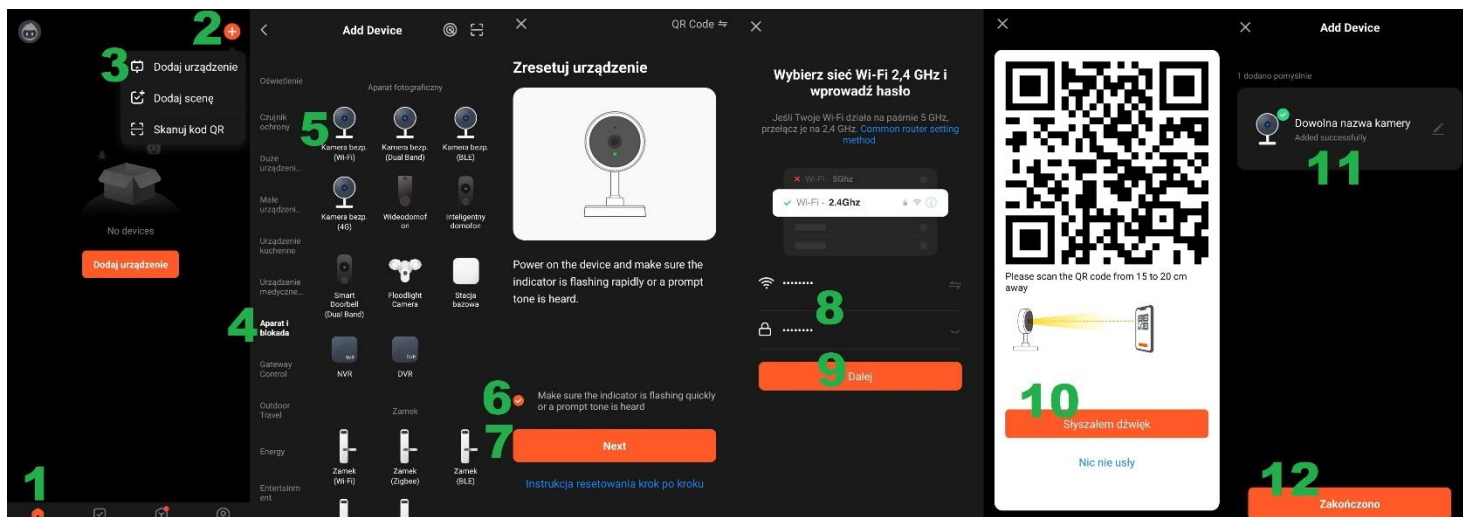 2
3
Dodaj urządzenie
Dodaj scenę
Skanuj kod QR
No devices
Dodaj urządzenie
1
Add Device
Oświetlenie
Czujnik
ochrony
Duże
urządzeni...
Małe
urządzeni...
Urządzenie
kuchenne
Urządzenie
medyczne...
4
Aparat i
blokada
Gateway
Control
Outdoor
Travel
Energy
Entertainm
ent
Aparat fotograficzny
5
Kamera bezp.
(Wi-Fi)
Kamera bezp.
(Dual Band)
Kamera bezp.
(BLE)
Kamera bezp.
(4G)
Wideodomof
on
Inteligentny
domofon
Smart
Doorbell
(Dual Band)
Floodlight
Camera
Stacja
bazowa
NVR
DVR
NVR
DVR
Zamek
Zamek
(Wi-Fi)
Zamek
(Zigbee)
Zamek
(BLE)
QR Code
Zresetuj urządzenie
Power on the device and make sure the
indicator is flashing rapidly or a prompt
tone is heard.
6
Make sure the indicator is flashing quickly
or a prompt tone is heard
7
Next
Instrukcja resetowania krok po kroku
Wybierz sieć Wi-Fi 2,4 GHz i
wprowadź hasło
Jeśli Twoje Wi-Fi działa na paśmie 5 GHz,
przełącz je na 2,4 GHz. Common router setting
method
Wi-Fi - 5Ghz
Wi-Fi - 2.4Ghz
8
9
Dalej
Please scan the QR code from 15 to 20 cm
away
10
Słyszałem dźwięk
Nic nie usły
Add Device
1 dodano pomyślnie
Dowolna nazwa kamery
Added successfully
11
12
Zakończono